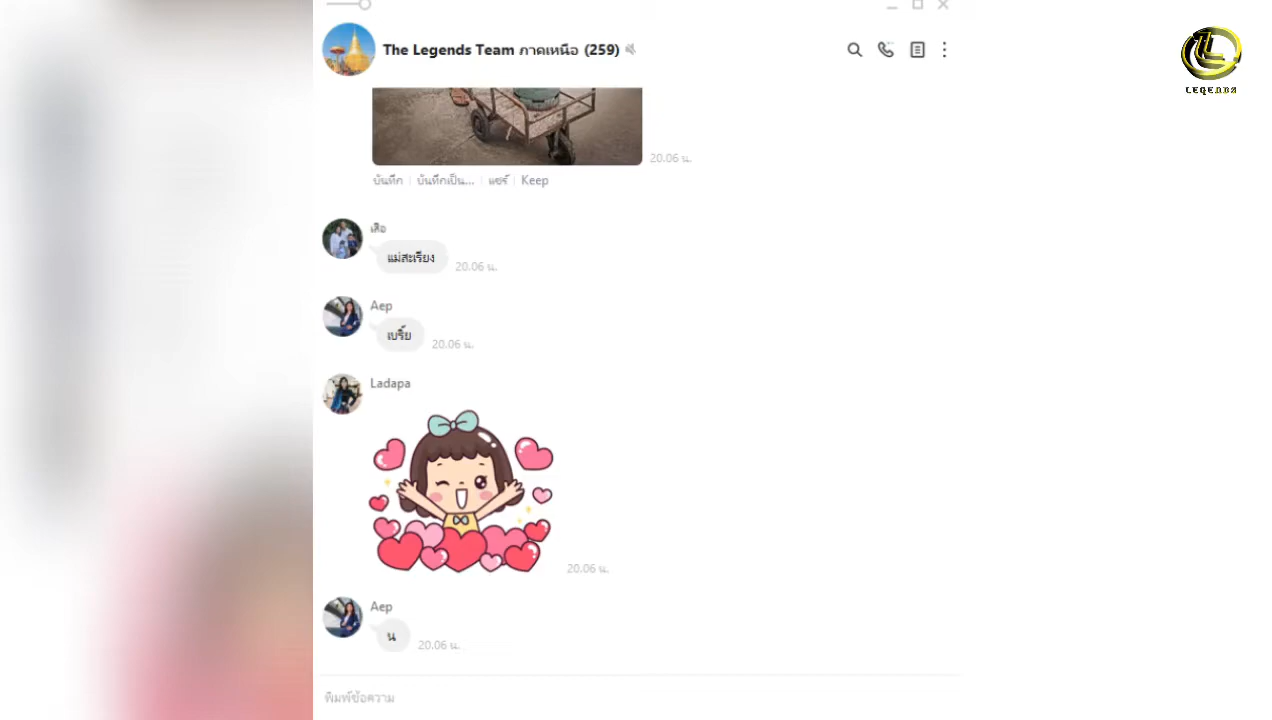 The Legends Team ภาคเหนือ (259)
20.06 น.
บันทึก บันทึกเป็น... แชร์ Keep
เสือ
แม่สะเรียง
20.06 น.
Aep
เบริ้ย
20.06 น.
Ladapa
20.06 น.
Aep
น
20.06 น.
พิมพ์ข้อความ